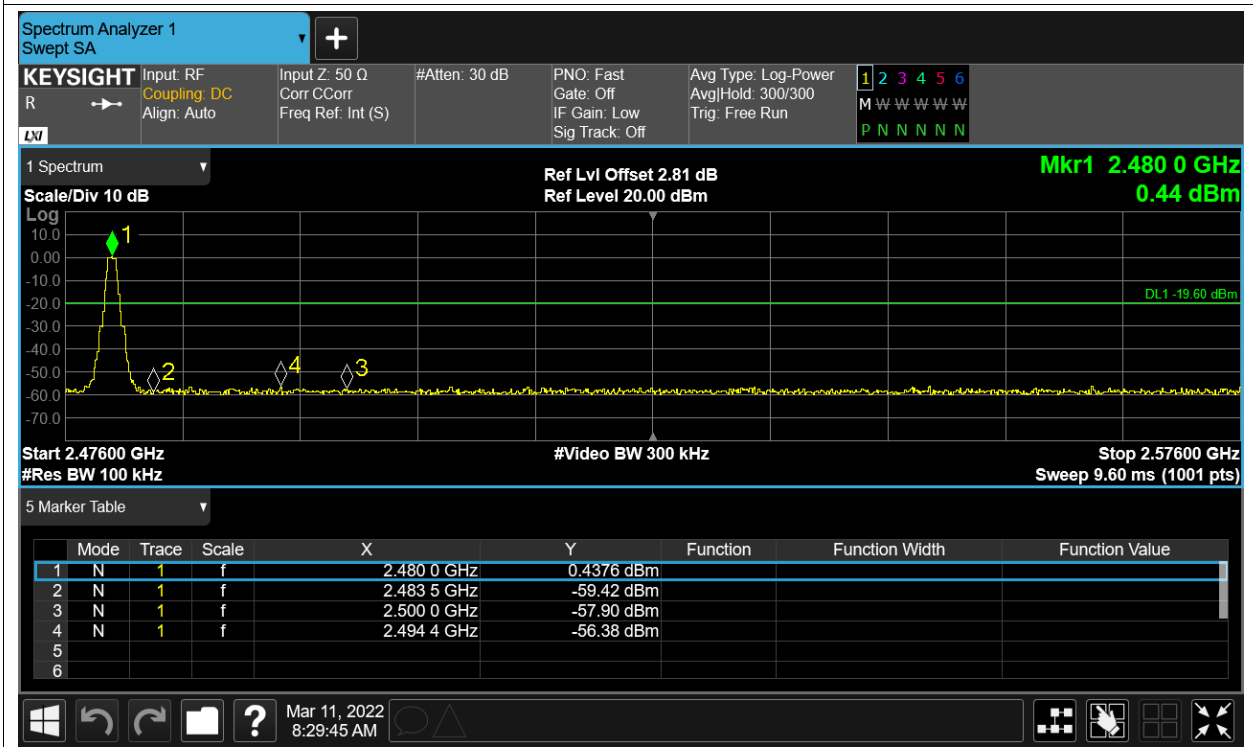 Spectrum Analyzer 1
Swept SA
+
KEYSIGHT
R
LXI
Input: RF
Coupling: DC
Align: Auto
Input Z: 50 Ω
Corr CCorr
Freq Ref: Int (S)
#Atten: 30 dB
PNO: Fast
Gate: Off
IF Gain: Low
Sig Track: Off
Avg Type: Log-Power
Avg|Hold: 300/300
Trig: Free Run
1 2 3 4 5 6
M W W W W W
P N N N N N
1 Spectrum
Scale/Div 10 dB
Ref Lvl Offset 2.81 dB
Ref Level 20.00 dBm
Mkr1 2.480 0 GHz
0.44 dBm
Log
10.0
0.00
-10.0
-20.0
-30.0
-40.0
-50.0
-60.0
-70.0
1
2
4
3
DL1 -19.60 dBm
Start 2.47600 GHz
#Video BW 300 kHz
Stop 2.57600 GHz
#Res BW 100 kHz
Sweep 9.60 ms (1001 pts)
5 Marker Table
Mode Trace Scale X Y Function Function Width Function Value
1 N 1 f 2.480 0 GHz 0.4376 dBm
2 N 1 f 2.483 5 GHz -59.42 dBm
3 N 1 f 2.500 0 GHz -57.90 dBm
4 N 1 f 2.494 4 GHz -56.38 dBm
5
6
?
Mar 11, 2022
8:29:45 AM